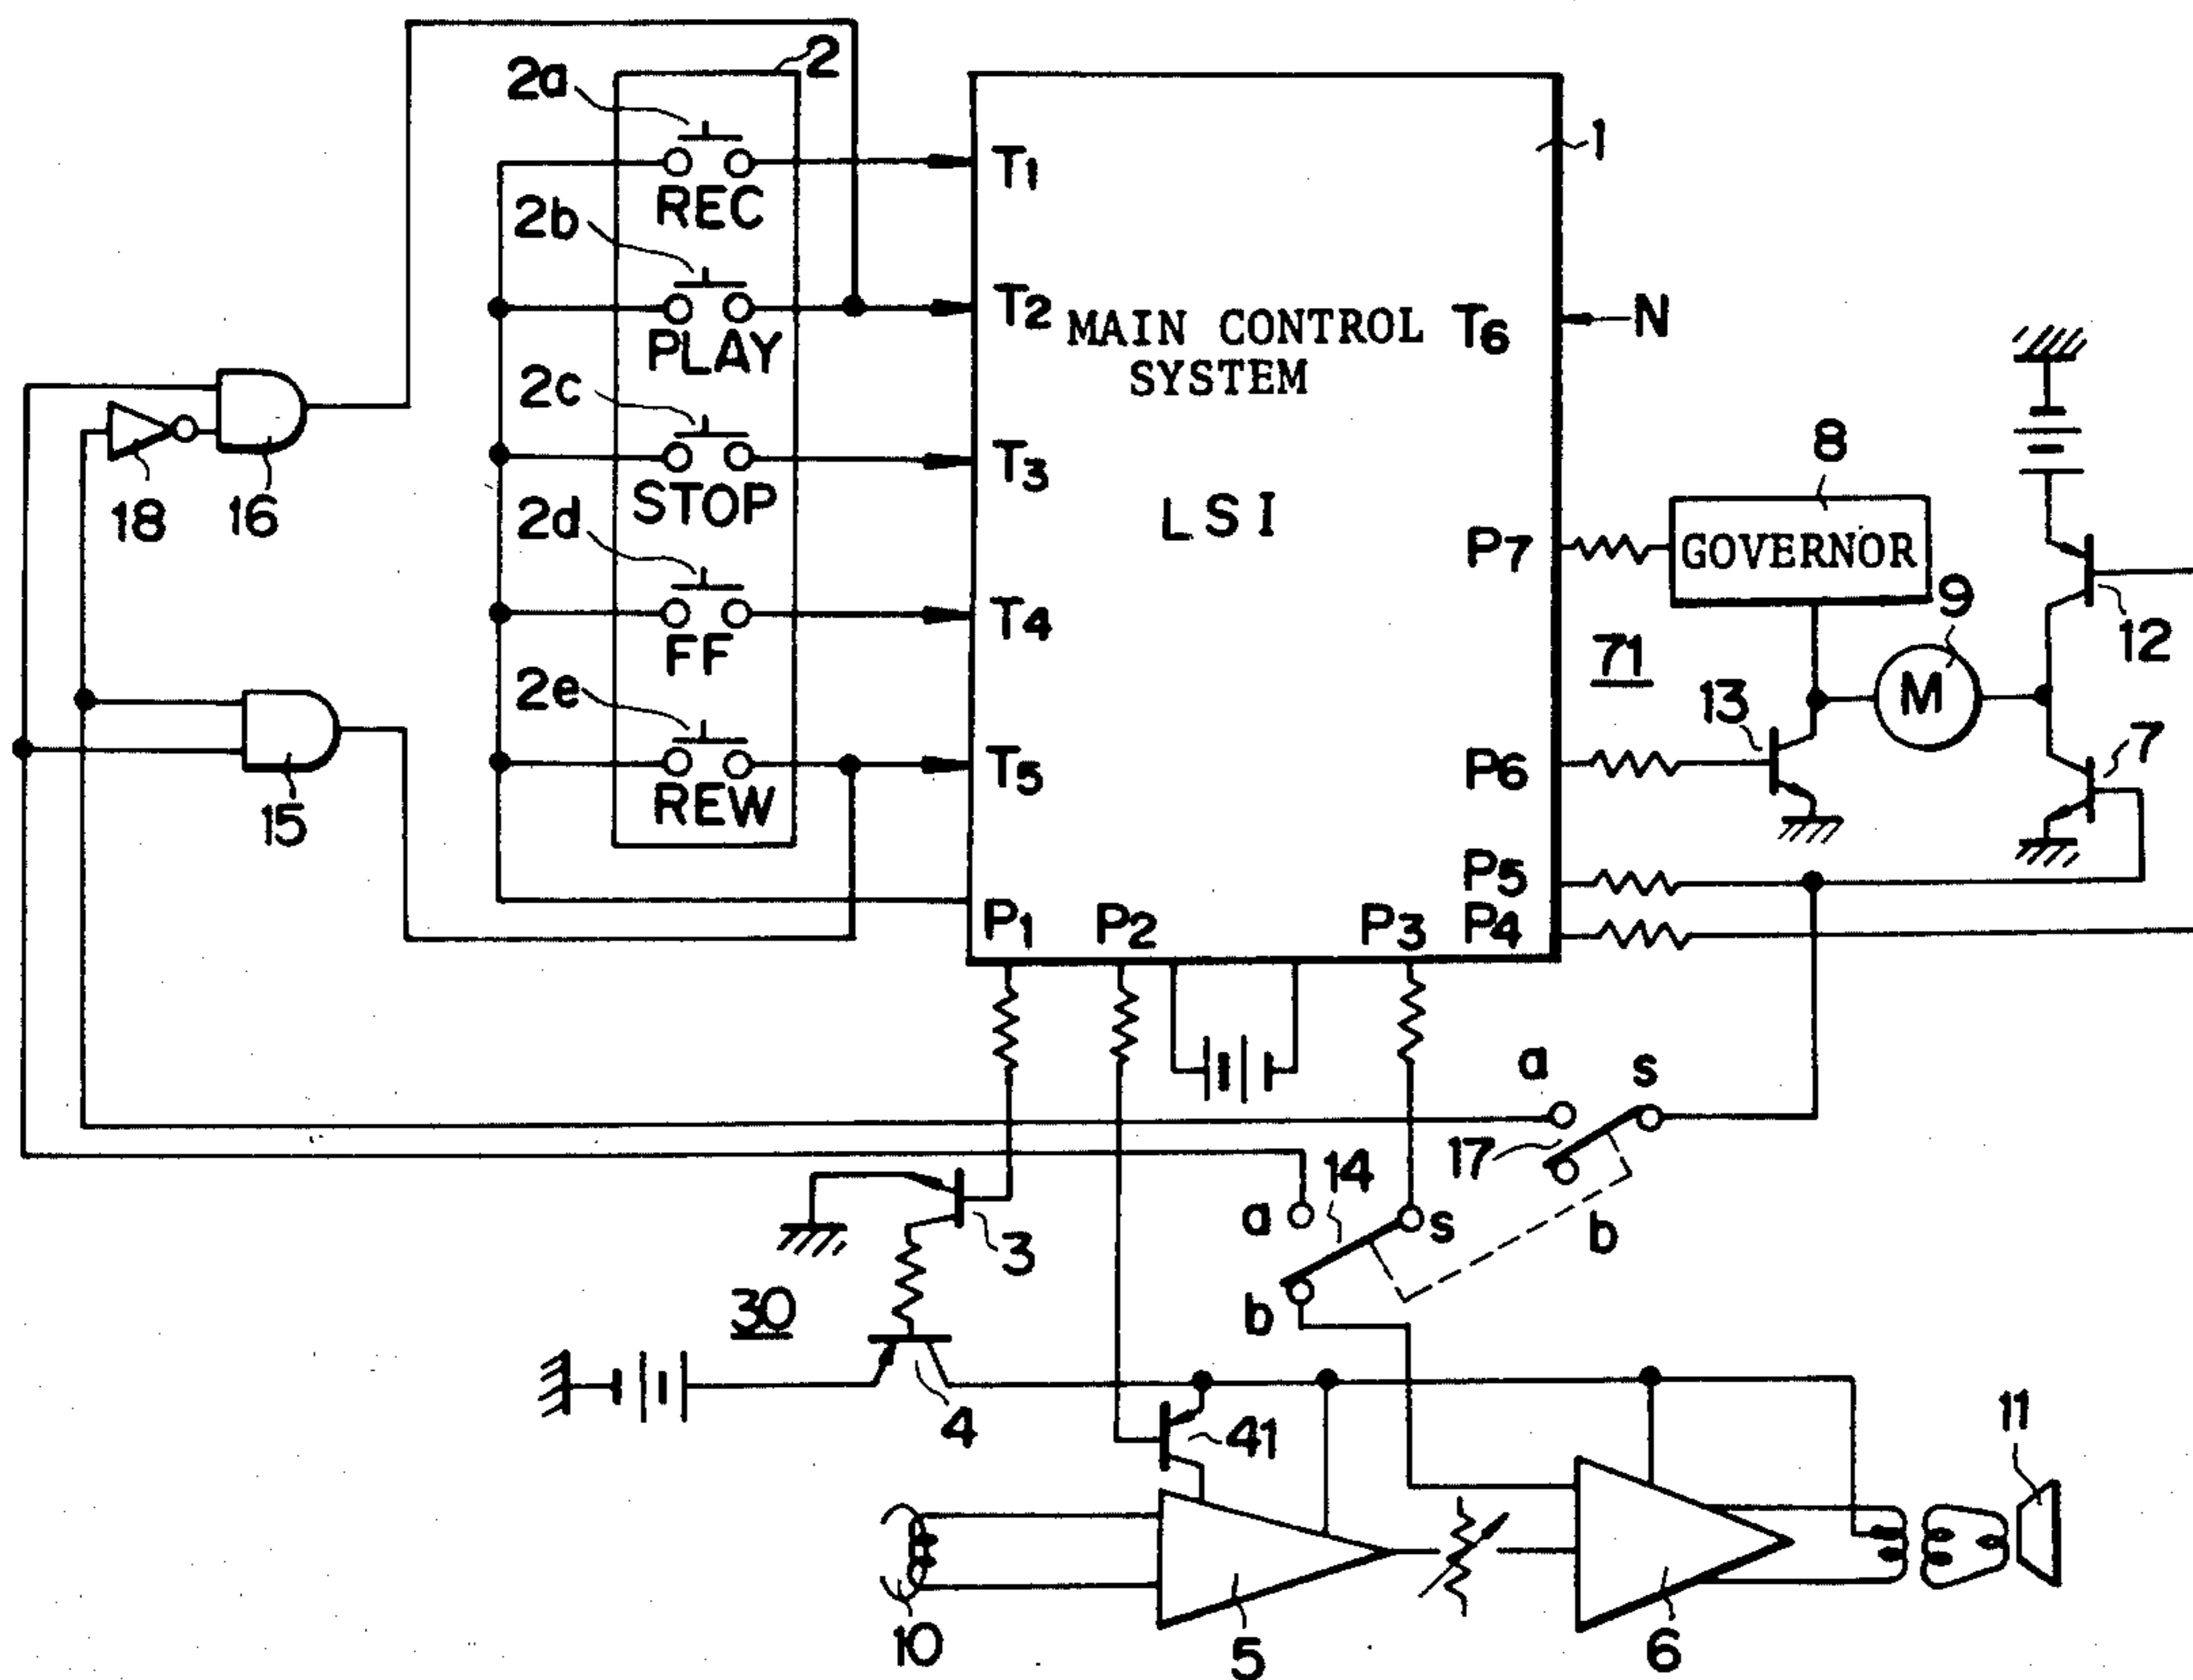 2
2a
1
T1
REC
2b
T2
MAIN CONTROL
SYSTEM
T6
N
PLAY
2c
T3
STOP
18
16
LSI
8
2d
P7
GOVERNOR
T4
FF
9
12
71
2e
M
13
7
T5
P6
REW
15
P5
P1
P2
P3
P4
a
s
17
14
a
s
b
3
30
b
4
41
11
10
5
6